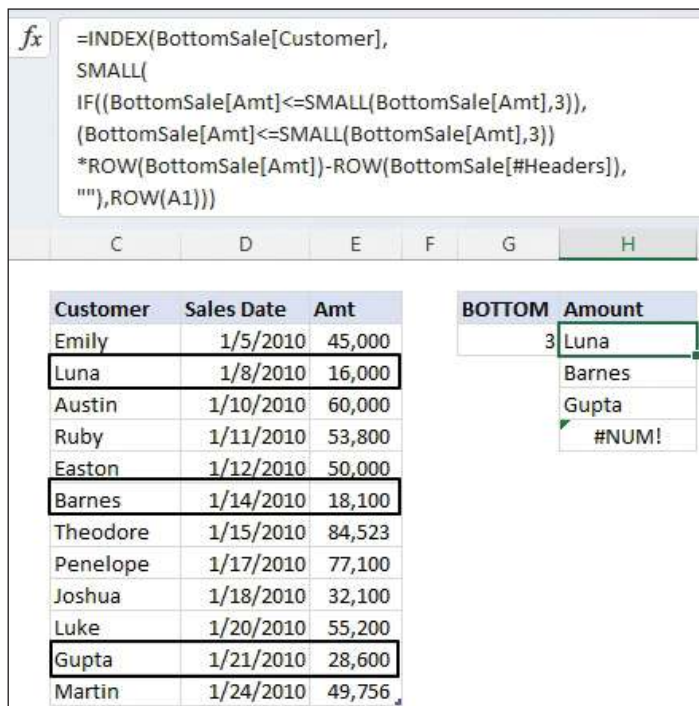 fx
=INDEX(BottomSale[Customer],
SMALL(
IF((BottomSale[Amt]<=SMALL(BottomSale[Amt],3)),
(BottomSale[Amt]<=SMALL(BottomSale[Amt],3))
*ROW(BottomSale[Amt])-ROW(BottomSale[#Headers]),
""),ROW(A1)))
C D E F G H
Customer Sales Date Amt BOTTOM Amount
Emily 1/5/2010 45,000 3 Luna
Luna 1/8/2010 16,000 Barnes
Austin 1/10/2010 60,000 Gupta
Ruby 1/11/2010 53,800 #NUM!
Easton 1/12/2010 50,000
Barnes 1/14/2010 18,100
Theodore 1/15/2010 84,523
Penelope 1/17/2010 77,100
Joshua 1/18/2010 32,100
Luke 1/20/2010 55,200
Gupta 1/21/2010 28,600
Martin 1/24/2010 49,756